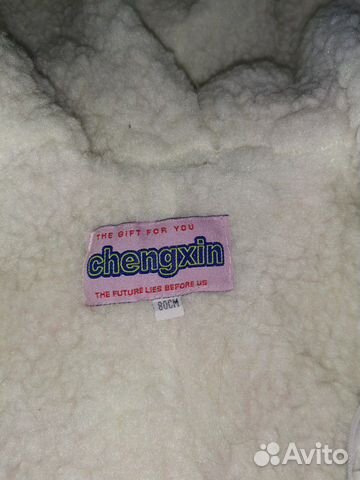 THE GIFT FOR YOU
chengxin
THE FUTURE LIES BEFORE US
80CM
Avito